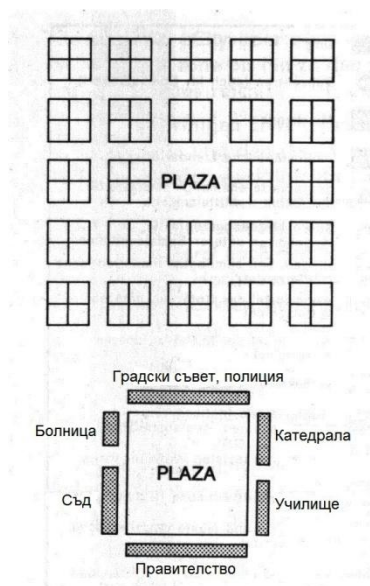 PLAZA
Градски съвет, полиция
Болница
Катедрала
PLAZA
Съд
Училище
Правителство